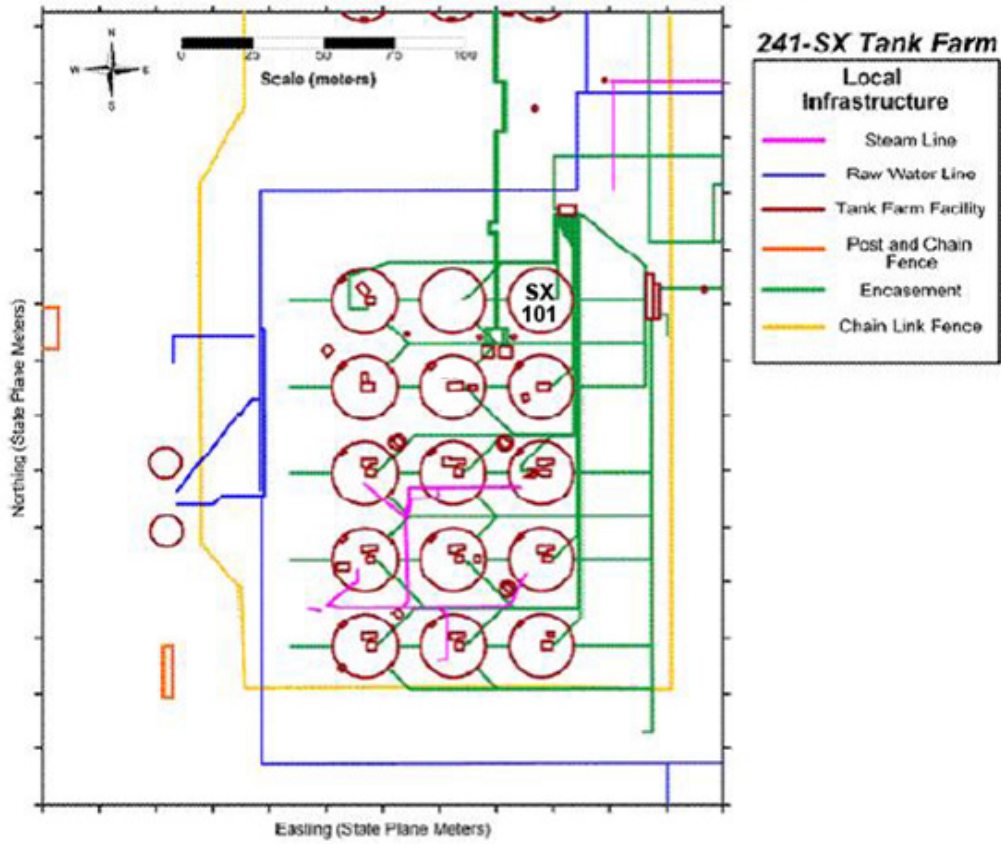 N
W
E
S
0 25 50 75 100
Scale (meters)
241-SX Tank Farm
Local
Infrastructure
Steam Line
Raw Water Line
Tank Farm Facility
Post and Chain
Fence
Encasement
Chain Link Fence
SX
101
Northing (State Plane Meters)
Easting (State Plane Meters)